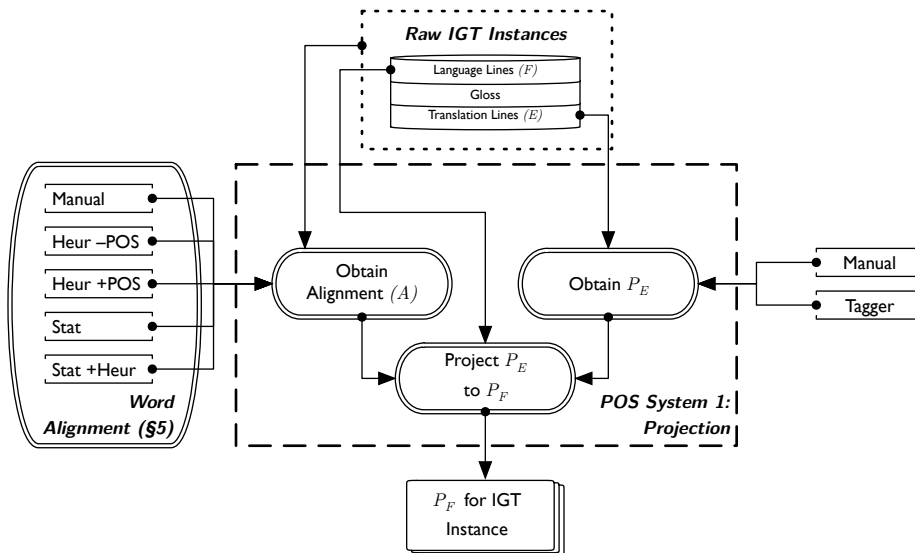 Raw IGT Instances
Language Lines (F)
Gloss
Translation Lines (E)
Manual
Heur –POS
Heur +POS
Stat
Stat +Heur
Word
Alignment (§5)
Obtain
Alignment (A)
Obtain P_E
Manual
Tagger
Project P_E
to P_F
POS System 1:
Projection
P_F for IGT
Instance